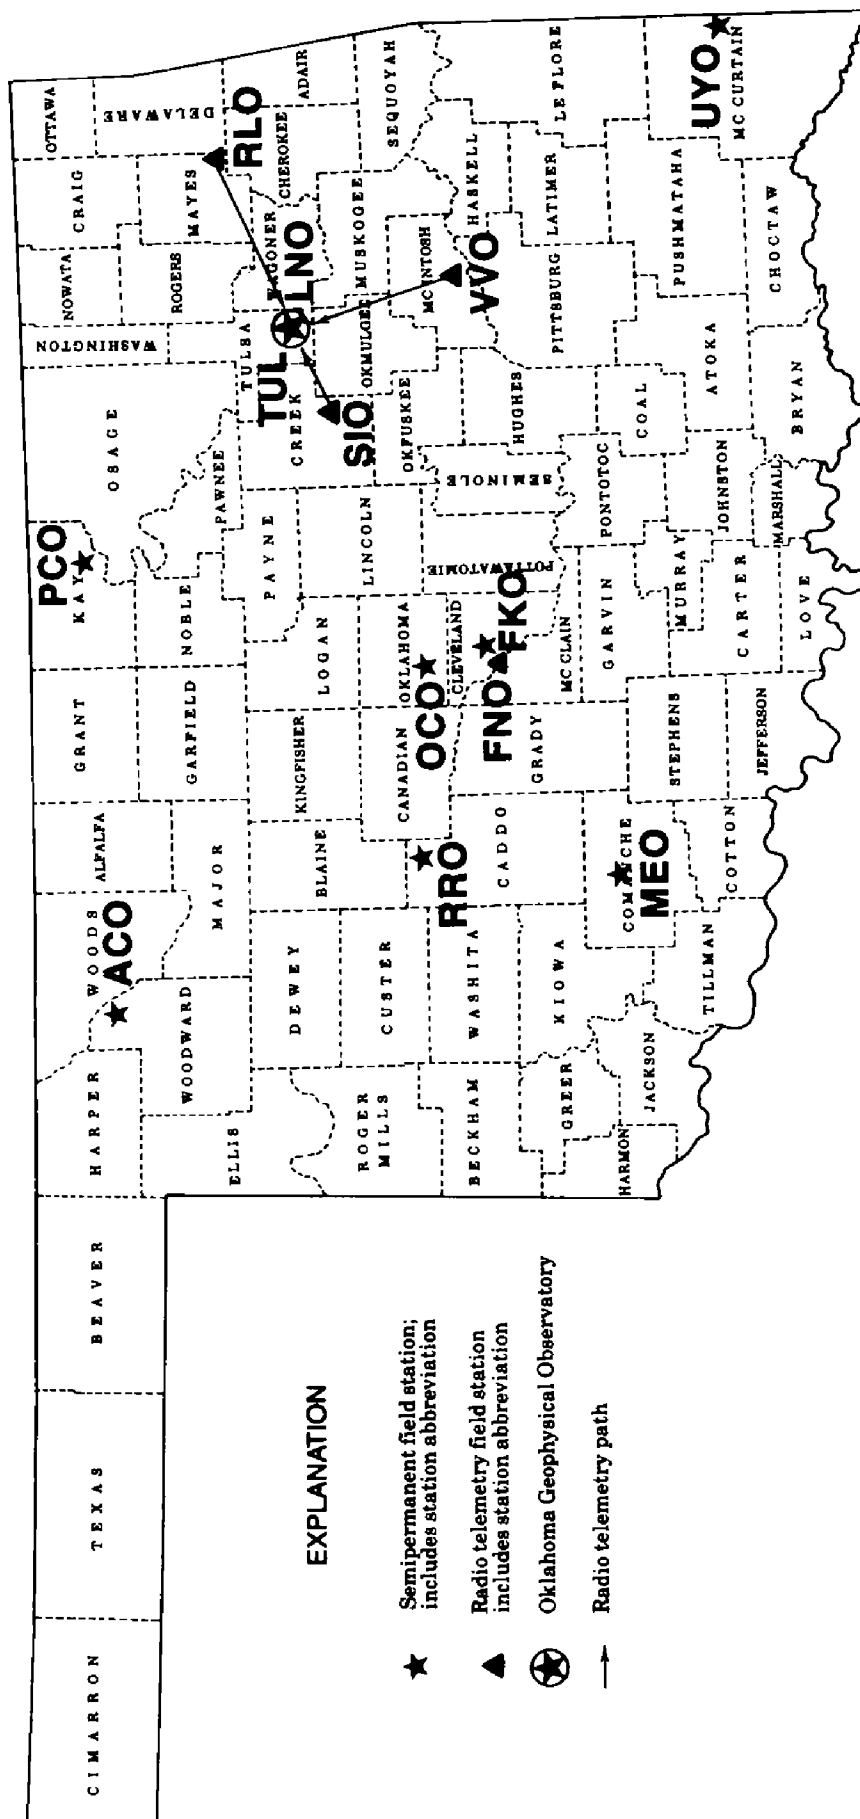 CIMARRON
TEXAS
BEAVER
HARPER
WOODS
ALFALFA
GRANT
KAY
PCO
OSAGE
WASHINGTON
NOWATA
CRAIG
OTTAWA
ACO
WOODWARD
MAJOR
GARFIELD
NOBLE
PAWNEE
TULSA
ROGERS
MAYES
DELAWARE
RLO
ELLIS
DEWEY
BLAINE
KINGFISHER
LOGAN
PAYNE
CREEK
TUL
LNO
WAGONER
CHEROKEE
ADAIR
ROGER
MILLS
CUSTER
CANADIAN
OKLAHOMA
LINCOLN
SIO
OKMULGEE
MUSKOGEE
SEQUOYAH
RRO
OCO
OKFUSKEE
MC INTOSH
BECKHAM
WASHITA
CADDO
CLEVELAND
POTTAWATOMIE
SEMINOLE
HUGHES
VVO
HASKELL
FNO
FKO
GREER
KIOWA
GRADY
MC CLAIN
PITTSBURG
LATIMER
LE FLORE
HARMON
JACKSON
COMANCHE
MEO
GARVIN
PONTOTOC
COAL
STEPHENS
MURRAY
JOHNSTON
ATOKA
PUSHMATAHA
UYO
MC CURTAIN
TILLMAN
COTTON
JEFFERSON
CARTER
MARSHALL
LOVE
BRYAN
CHOCTAW
EXPLANATION
Semipermanent field station;
includes station abbreviation
Radio telemetry field station
includes station abbreviation
Oklahoma Geophysical Observatory
Radio telemetry path